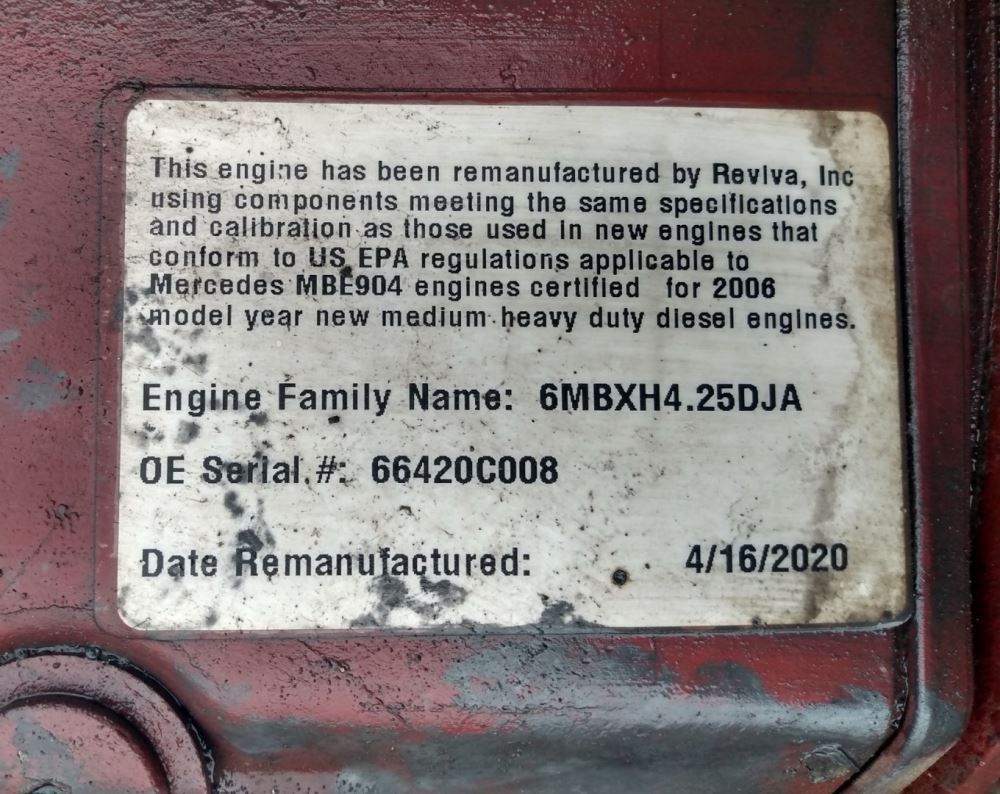 This engine has been remanufactured by Reviva, Inc
using components meeting the same specifications
and calibration as those used in new engines that
conform to US EPA regulations applicable to
Mercedes MBE904 engines certified for 2006
model year new medium heavy duty diesel engines.
Engine Family Name: 6MBXH4.25DJA
OE Serial #: 66420C008
Date Remanufactured: 4/16/2020